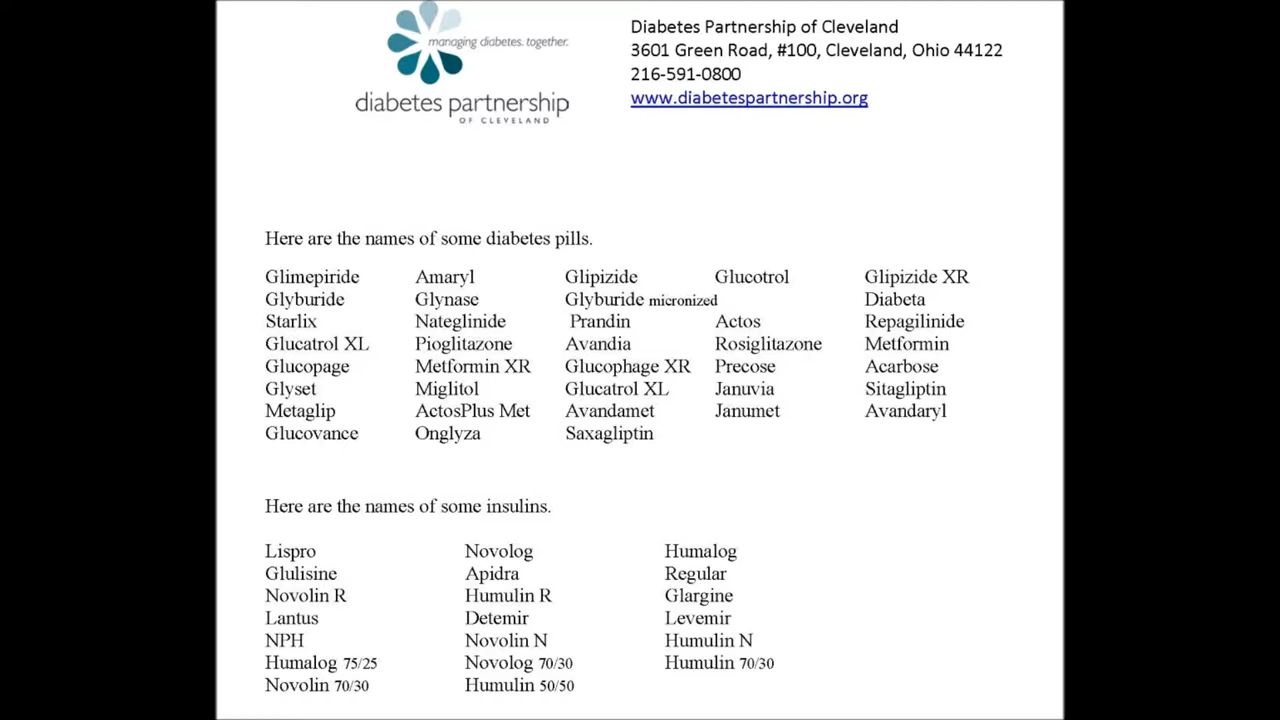 managing diabetes. together.
diabetes partnership
OF CLEVELAND
Diabetes Partnership of Cleveland
3601 Green Road, #100, Cleveland, Ohio 44122
216-591-0800
www.diabetespartnership.org
Here are the names of some diabetes pills.
Glimepiride Amaryl Glipizide Glucotrol Glipizide XR
Glyburide Glynase Glyburide micronized Diabeta
Starlix Nateglinide Prandin Actos Repagilinide
Glucatrol XL Pioglitazone Avandia Rosiglitazone Metformin
Glucopage Metformin XR Glucophage XR Precose Acarbose
Glyset Miglitol Glucatrol XL Januvia Sitagliptin
Metaglip ActosPlus Met Avandamet Janumet Avandaryl
Glucovance Onglyza Saxagliptin
Here are the names of some insulins.
Lispro Novolog Humalog
Glulisine Apidra Regular
Novolin R Humulin R Glargine
Lantus Detemir Levemir
NPH Novolin N Humulin N
Humalog 75/25 Novolog 70/30 Humulin 70/30
Novolin 70/30 Humulin 50/50